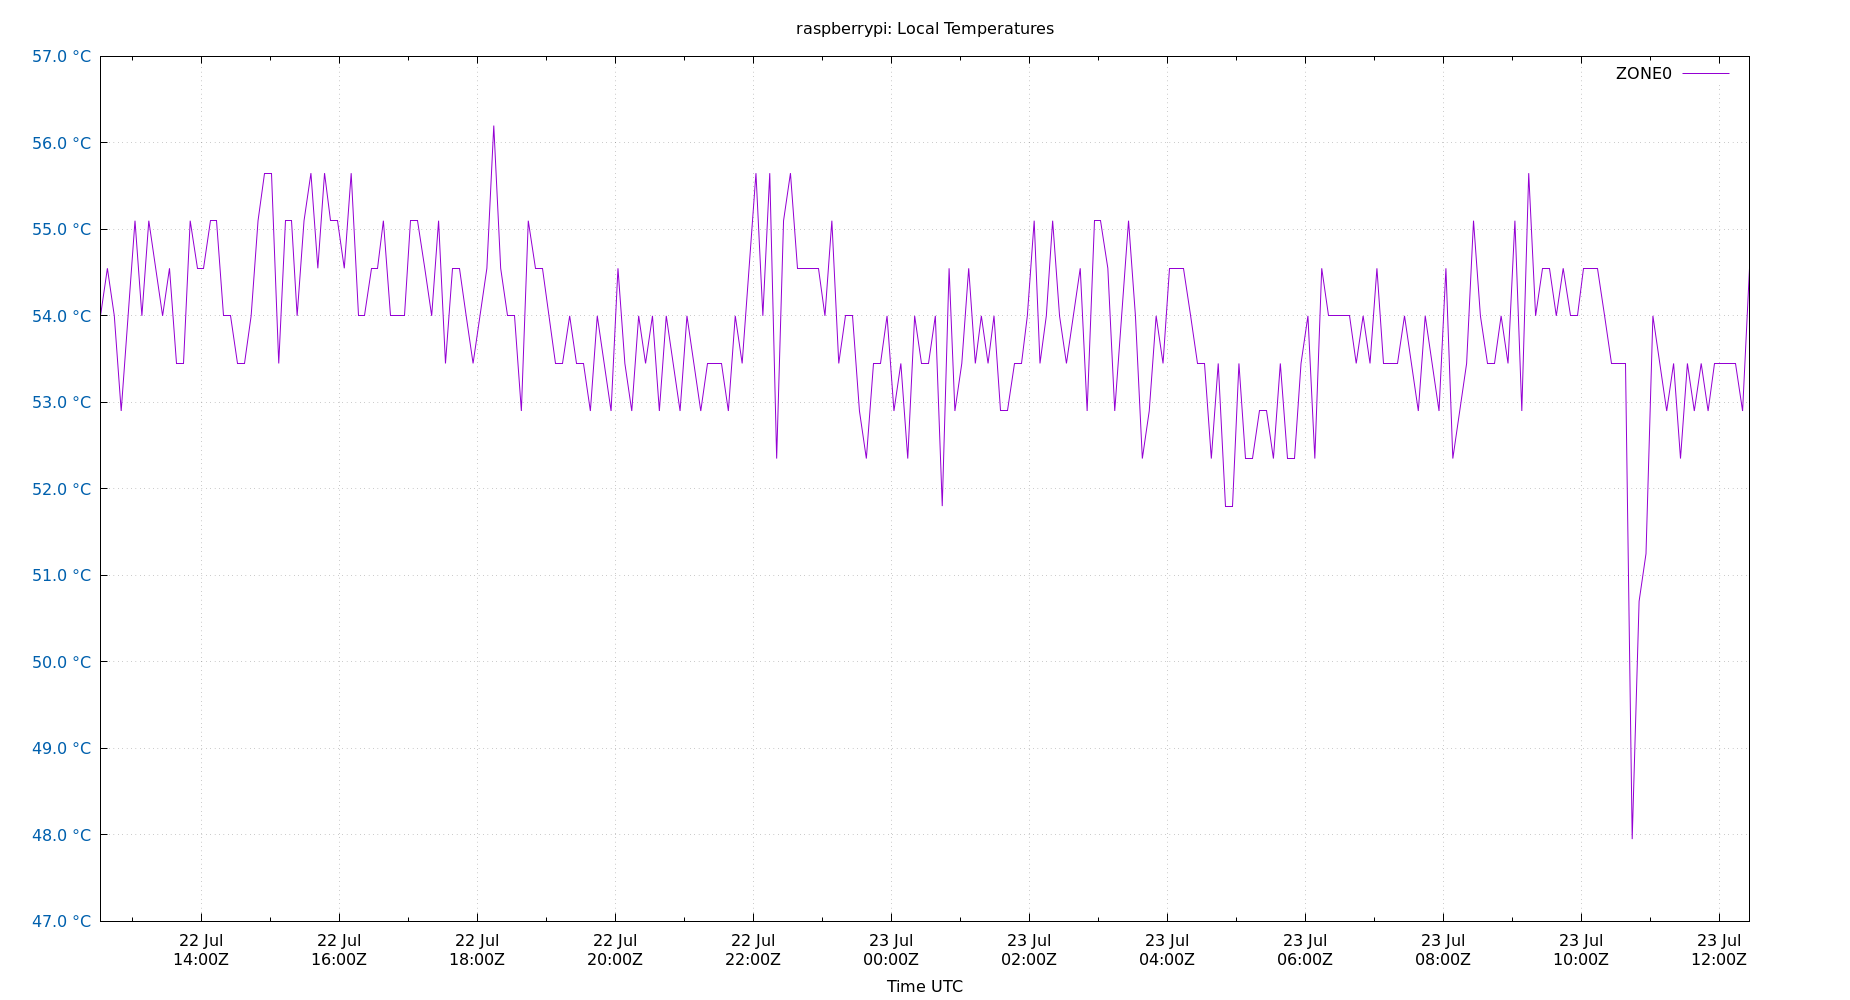 raspberrypi: Local Temperatures
57.0 °C
ZONE0
56.0 °C
55.0 °C
54.0 °C
53.0 °C
52.0 °C
51.0 °C
50.0 °C
49.0 °C
48.0 °C
47.0 °C
22 Jul 22 Jul 22 Jul 22 Jul 22 Jul 23 Jul 23 Jul 23 Jul 23 Jul 23 Jul 23 Jul 23 Jul
14:00Z 16:00Z 18:00Z 20:00Z 22:00Z 00:00Z 02:00Z 04:00Z 06:00Z 08:00Z 10:00Z 12:00Z
Time UTC